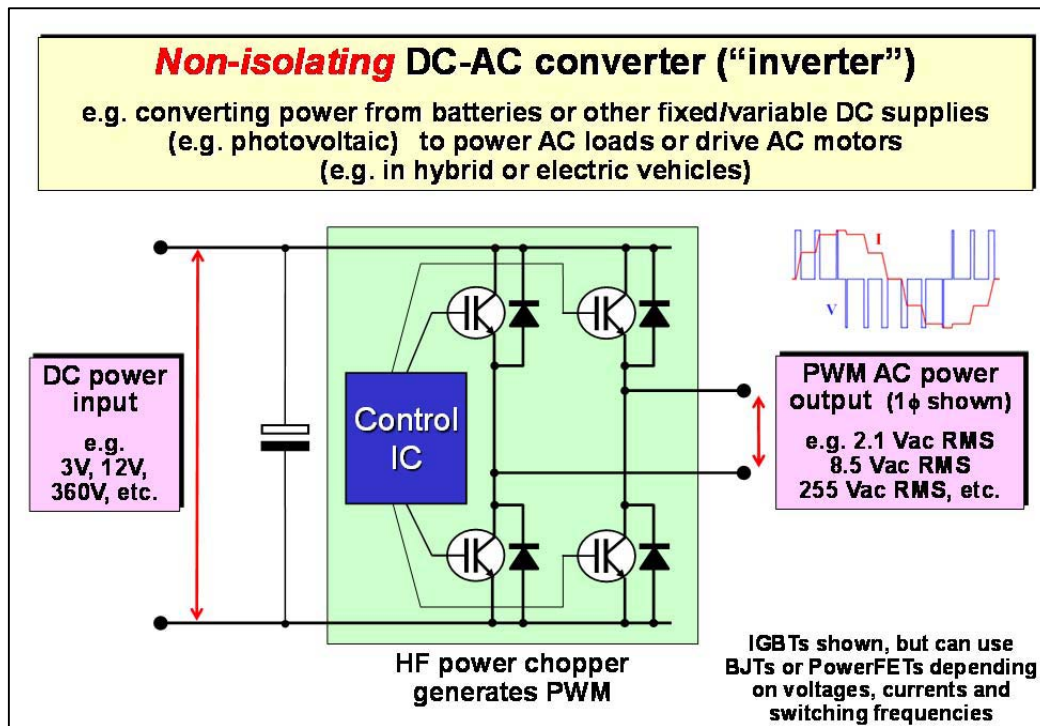 Non-isolating DC-AC converter (“inverter”)
e.g. converting power from batteries or other fixed/variable DC supplies
(e.g. photovoltaic) to power AC loads or drive AC motors
(e.g. in hybrid or electric vehicles)
I
V
DC power
input
e.g.
3V, 12V,
360V, etc.
Control
IC
PWM AC power
output (1ϕ shown)
e.g. 2.1 Vac RMS
8.5 Vac RMS
255 Vac RMS, etc.
HF power chopper
generates PWM
IGBTs shown, but can use
BJTs or PowerFETs depending
on voltages, currents and
switching frequencies